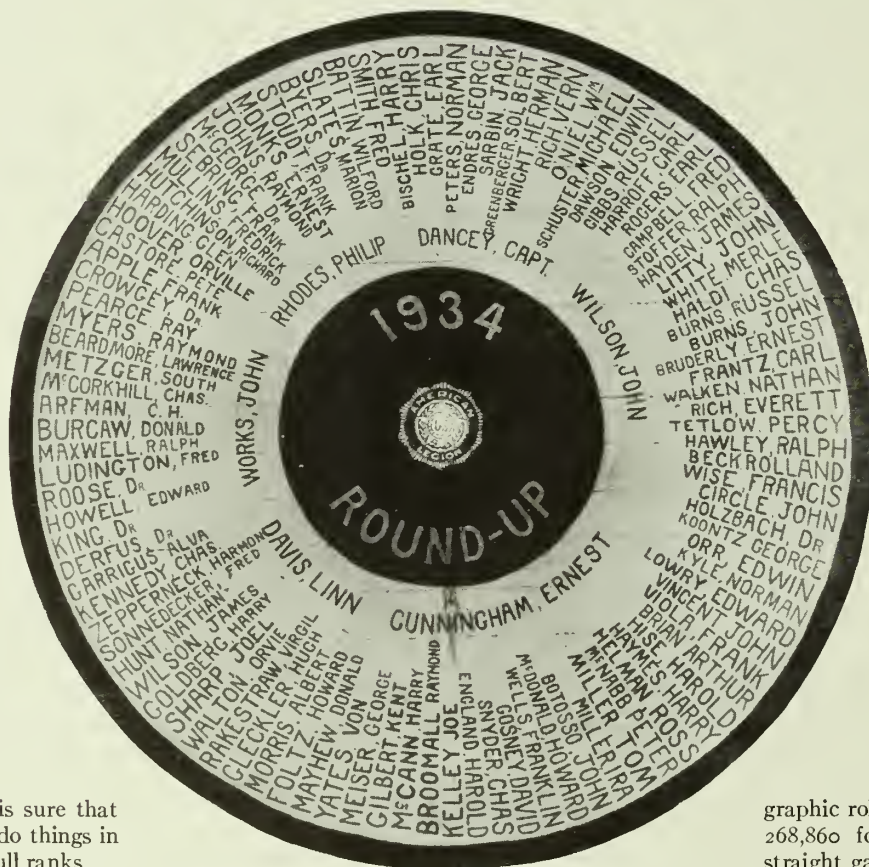 1934
AMERICAN
LEGION
ROUND-UP
DANCEY, CAPT.
WILSON, JOHN
CUNNINGHAM, ERNEST
DAVIS, LINN
WORKS, JOHN
RHODES, PHILIP
BISCHEL, HARRY
HOLK, CHRIS
GRATE, EARL
PETERS, NORMAN
ENDRES, GEORGE
SARBIN, JACK
GREENBERGER, SOLBERT
WRIGHT, HERMAN
RICH, VERN
O'NEIL, WM
SCHUSTER, MICHAEL
DAWSON, EDWIN
GIBBS, RUSSEL
HARROFF, CARL
ROGERS, EARL
CAMPBELL, FRED
STOFFER, RALPH
HAYDEN, JAMES
LITTY, JOHN
WHITE, MERLE
HALDI, CHAS
BURNS, RUSSEL
BURNS, JOHN
BRUDERLY, ERNEST
FRANTZ, CARL
WALKEN, NATHAN
RICH, EVERETT
TETLOW, PERCY
HAWLEY, RALPH
BECK, ROLLAND
WISE, FRANCIS
CIRCLE, JOHN
HOLZBACH, DR
KOONTZ, GEORGE
ORR, EDWIN
KYLE, NORMAN
LOWRY, EDWARD
VINCENT, JOHN
VIOLA, FRANK
BRIAN, ARTHUR
HISE, HAROLD
HAYMES, HARRY
HELMAN, ROSS
McNABB, PETER
MILLER, TOM
MILLER, IRA
BOTOSSO, JOHN
McDONALD, HOWARD
WELLS, FRANKLIN
GOSNEY, DAVID
SNYDER, CHAS
ENGLAND, HAROLD
KELLEY, JOE
BROOMALL, RAYMOND
McCANN, HARRY
GILBERT, KENT
MEISER, GEORGE
YATES, VON
MAYHEW, DONALD
FOLTZ, HOWARD
MORRIS, ALBERT
GLECKLER, HUGH
RAKESTRAW, VIRGIL
WALTON, ORVIE
SHARP, JOEL
GOLDBERG, HARRY
WILSON, JAMES
HUNT, NATHAN
SONNEDECKER, FRED
ZEPPERNECK, HARMON
KENNEDY, CHAS.
CARRIGUS, ALVA
DERFUS, DR
KING, DR
HOWELL, EDWARD
ROOSE, DR
LUDINGTON, FRED
MAXWELL, RALPH
BURCAW, DONALD
ARFMAN, C.H.
McCORKHILL, CHAS.
METZGER, SOUTH
BEARDMORE, LAWRENCE
MYERS, RAYMOND
PEARCE, RAY
CROWGEY, DR
APPLE, FRANK
CASTORE, PETE
HOOVER, ORVILLE
HARDING, GLEN
HUTCHINSON, RICHARD
MULLINS, FREDRICK
SEBRING, FRANK
McGEORGE, DR
JOHNS, RAYMOND
MONKS, ERNEST
STOUDT, FRANK
BYERS, DR
SLATES, MARION
BATTIN, WILFORD
SMITH, FRED
is sure that
do things in
ull ranks
graphic ro
268,860 fo
straight ga